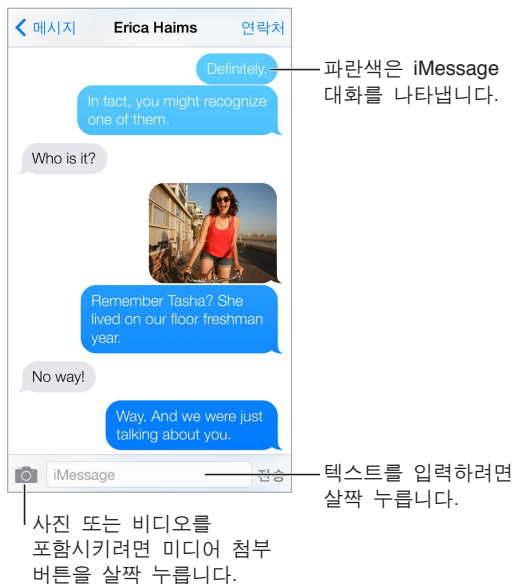 메시지 Erica Haims 연락처
Definitely.
파란색은 iMessage
대화를 나타냅니다.
In fact, you might recognize
one of them.
Who is it?
Remember Tasha? She
lived on our floor freshman
year.
No way!
Way. And we were just
talking about you.
iMessage 전송
텍스트를 입력하려면
살짝 누릅니다.
사진 또는 비디오를
포함시키려면 미디어 첨부
버튼을 살짝 누릅니다.